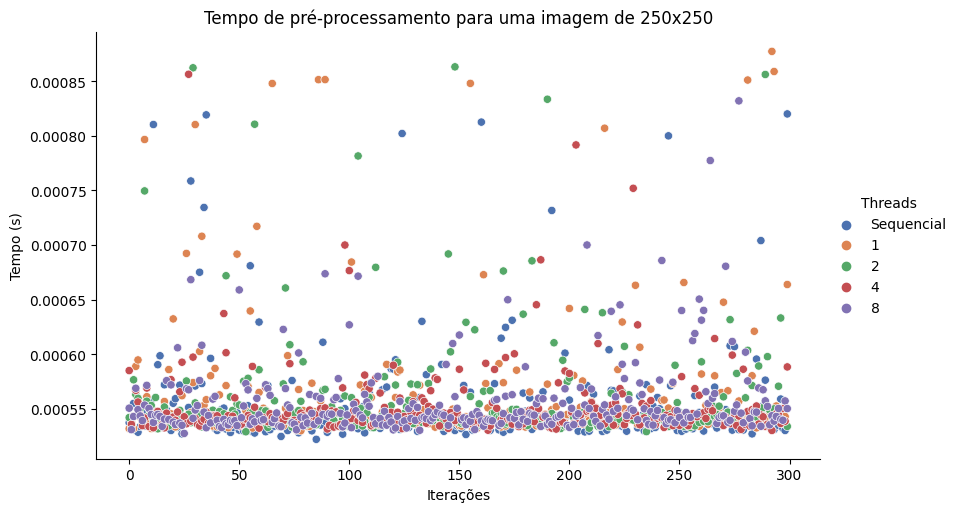 Tempo de pré-processamento para uma imagem de 250x250
0.00085
0.00080
0.00075
0.00070
0.00065
0.00060
0.00055
Tempo (s)
0 50 100 150 200 250 300
Iterações
Threads
Sequencial
1
2
4
8